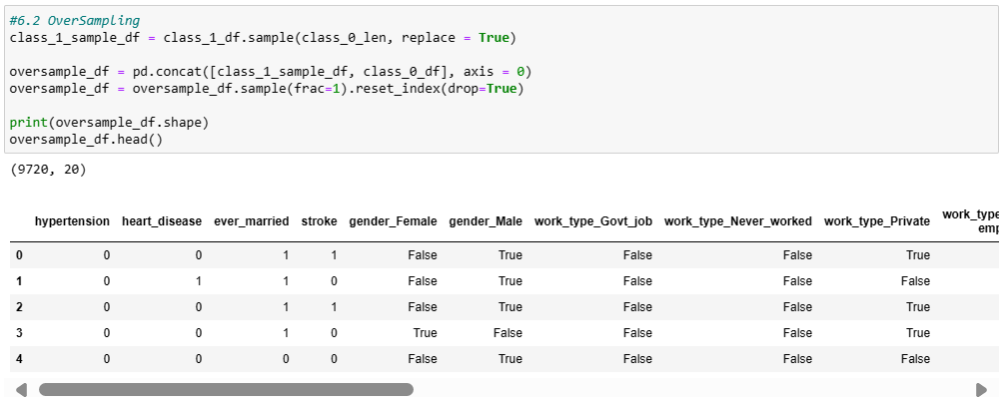 #6.2 OverSampling
class_1_sample_df = class_1_df.sample(class_0_len, replace = True)
oversample_df = pd.concat([class_1_sample_df, class_0_df], axis = 0)
oversample_df = oversample_df.sample(frac=1).reset_index(drop=True)
print(oversample_df.shape)
oversample_df.head()
(9720, 20)
hypertension heart_disease ever_married stroke gender_Female gender_Male work_type_Govt_job work_type_Never_worked work_type_Private work_type
emp
0 0 0 1 1 False True False False True
1 0 1 1 0 False True False False False
2 0 0 1 1 False True False False True
3 0 0 1 0 True False False False True
4 0 0 0 0 False True False False False